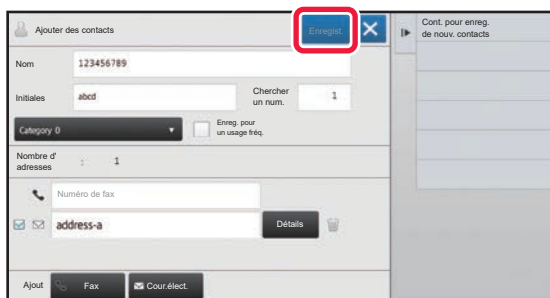 Ajouter des contacts
Enregist.
Cont. pour enreg.
de nouv. contacts
Nom
123456789
Initiales
abcd
Chercher
un num.
1
Category 0
Enreg. pour
un usage fréq.
Nombre d'
adresses
:
1
Numéro de fax
address-a
Détails
Ajout
Fax
Cour.élect.